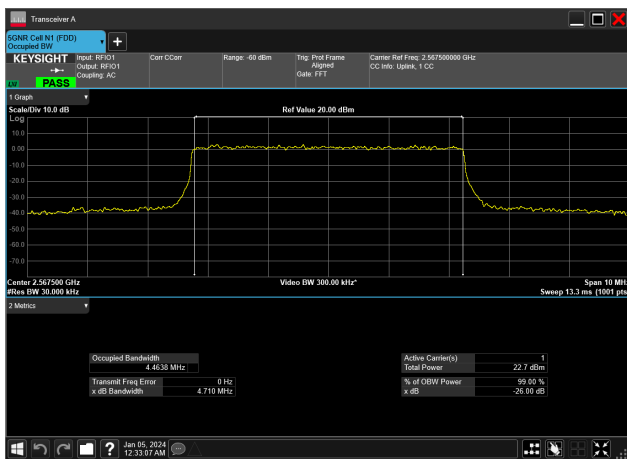 Transceiver A
5GNR Cell N1 (FDD)
Occupied BW
KEYSIGHT
PASS
Input: RFIO1
Output: RFIO1
Coupling: AC
Corr CCorr
Range: -60 dBm
Trig: Prot Frame
Aligned
Gate: FFT
Carrier Ref Freq: 2.567500000 GHz
CC Info: Uplink, 1 CC
1 Graph
Scale/Div 10.0 dB
Ref Value 20.00 dBm
Log
10.0
0.00
-10.0
-20.0
-30.0
-40.0
-50.0
-60.0
-70.0
Center 2.567500 GHz
Video BW 300.00 kHz*
Span 10 MHz
#Res BW 30.000 kHz
Sweep 13.3 ms (1001 pts
2 Metrics
Occupied Bandwidth
4.4638 MHz
Transmit Freq Error 0 Hz
x dB Bandwidth 4.710 MHz
Active Carrier(s) 1
Total Power 22.7 dBm
% of OBW Power 99.00 %
x dB -26.00 dB
Jan 05, 2024
12:33:07 AM